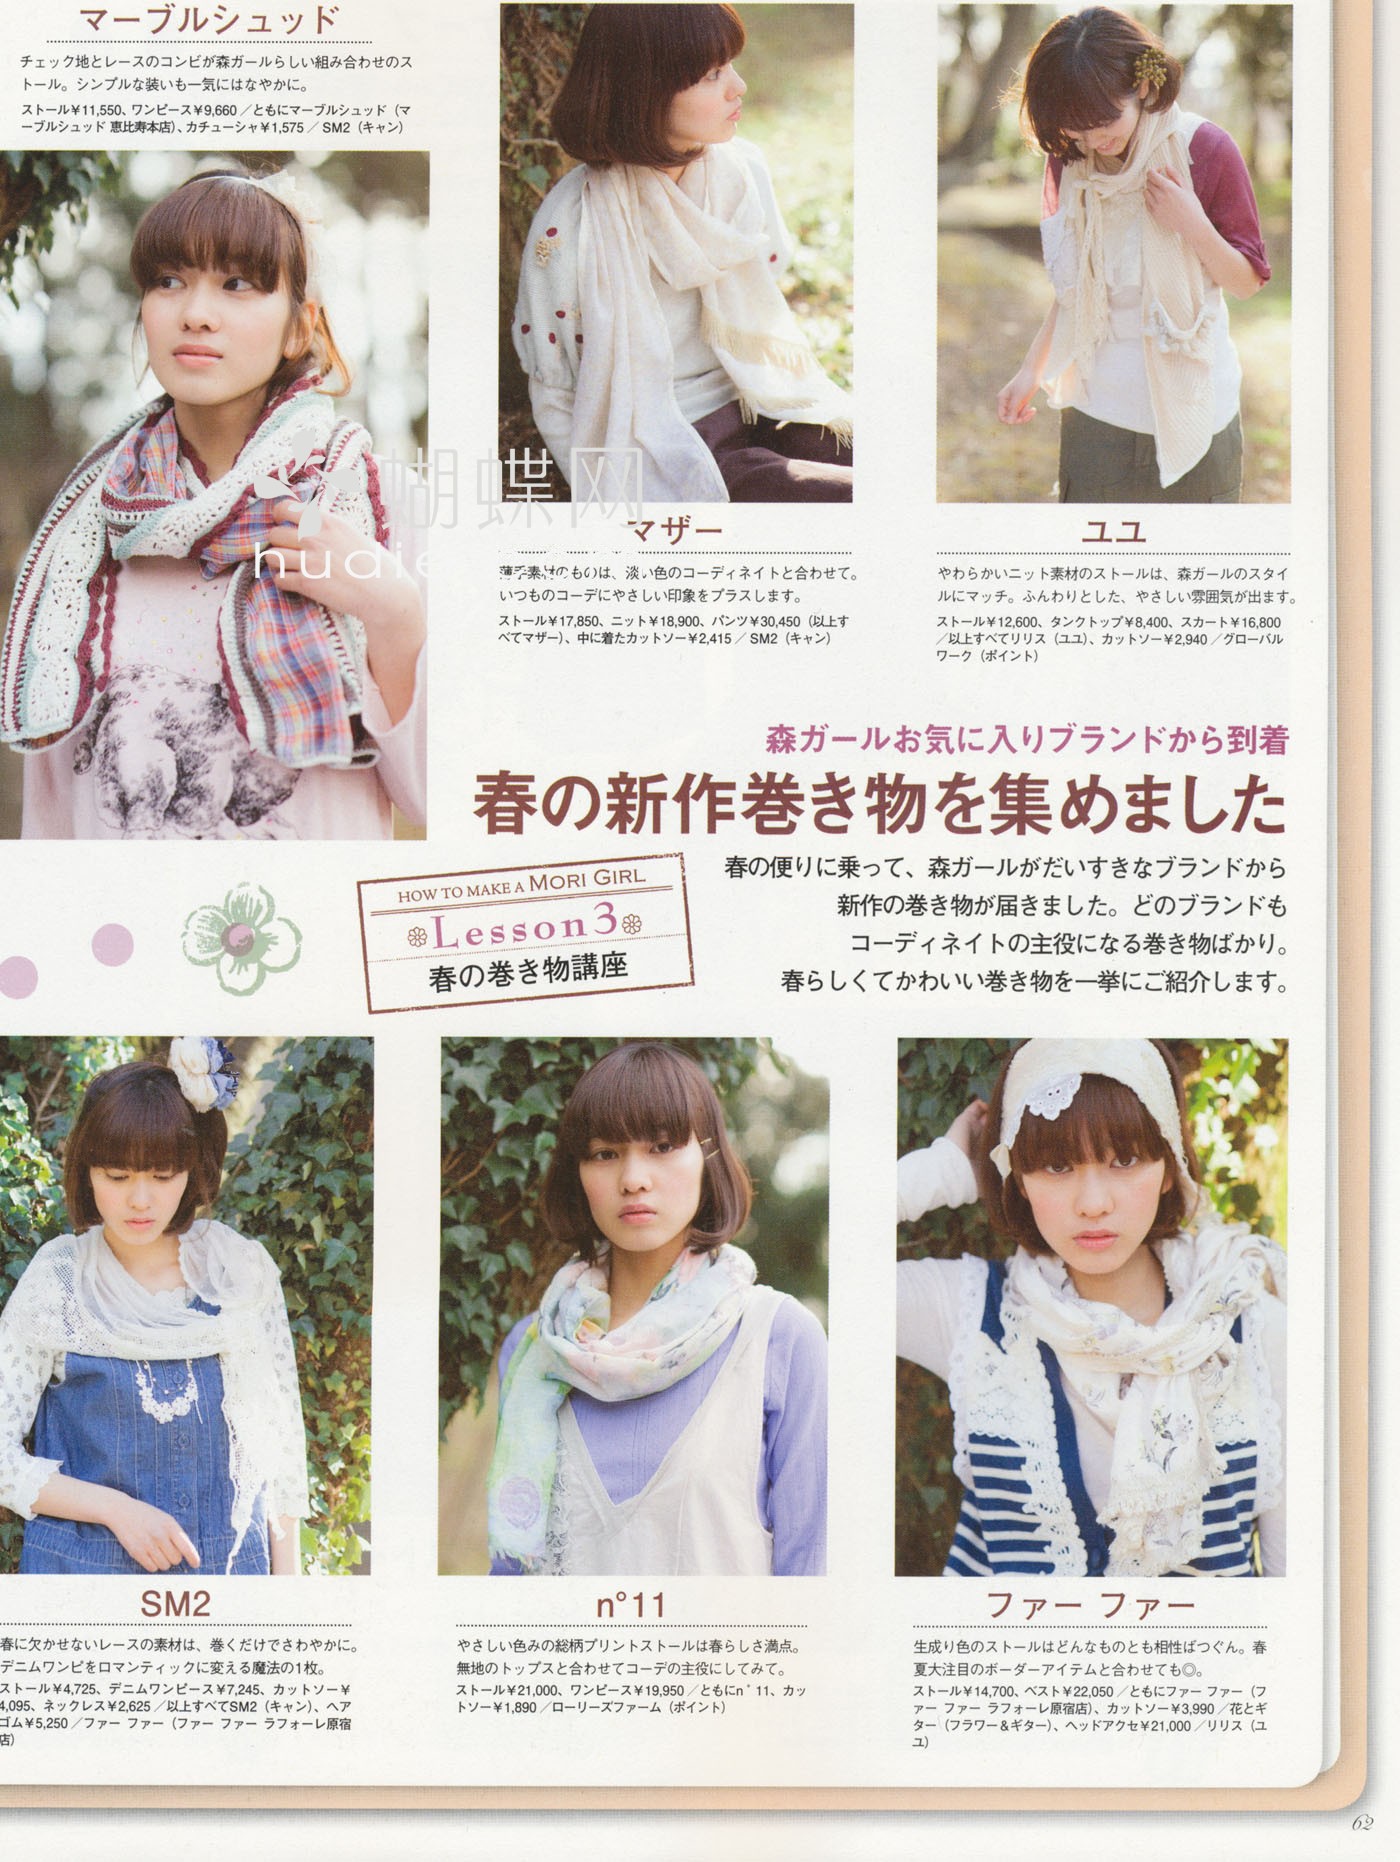 マーブルシュッド
チェック地とレースのコンビが森ガールらしい組み合わせのス
トール。シンプルな装いも一気にはなやかに。
ストール¥11,550、ワンピース¥9,660／ともにマーブルシュッド（マ
ーブルシュッド 恵比寿本店）、カチューシャ¥1,575／SM2（キャン）
蝴蝶网
hudie
マザー
薄手素材のものは、淡い色のコーディネイトと合わせて。
いつものコーデにやさしい印象をプラスします。
ストール¥17,850、ニット¥18,900、パンツ¥30,450（以上す
べてマザー）、中に着たカットソー¥2,415／SM2（キャン）
ユユ
やわらかいニット素材のストールは、森ガールのスタイ
ルにマッチ。ふんわりとした、やさしい雰囲気が出ます。
ストール¥12,600、タンクトップ¥8,400、スカート¥16,800
／以上すべてリリス（ユユ）、カットソー¥2,940／グローバル
ワーク（ポイント）
森ガールお気に入りブランドから到着
春の新作巻き物を集めました
春の便りに乗って、森ガールがだいすきなブランドから
新作の巻き物が届きました。どのブランドも
コーディネイトの主役になる巻き物ばかり。
春らしくてかわいい巻き物を一挙にご紹介します。
HOW TO MAKE A MORI GIRL
Lesson3
春の巻き物講座
SM2
春に欠かせないレースの素材は、巻くだけでさわやかに。
デニムワンピをロマンティックに変える魔法の1枚。
ストール¥4,725、デニムワンピース¥7,245、カットソー¥
4,095、ネックレス¥2,625／以上すべてSM2（キャン）、ヘア
ゴム¥5,250／ファー ファー（ファー ファー ラフォーレ原宿
店）
n°11
やさしい色みの総柄プリントストールは春らしさ満点。
無地のトップスと合わせてコーデの主役にしてみて。
ストール¥21,000、ワンピース¥19,950／ともにn°11、カッ
トソー¥1,890／ローリーズファーム（ポイント）
ファー ファー
生成り色のストールはどんなものとも相性ばつぐん。春
夏大注目のボーダーアイテムと合わせても◎。
ストール¥14,700、ベスト¥22,050／ともにファー ファー（フ
ァー ファー ラフォーレ原宿店）、カットソー¥3,990／花とギ
ター（フラワー＆ギター）、ヘッドアクセ¥21,000／リリス（ユ
ユ）
62